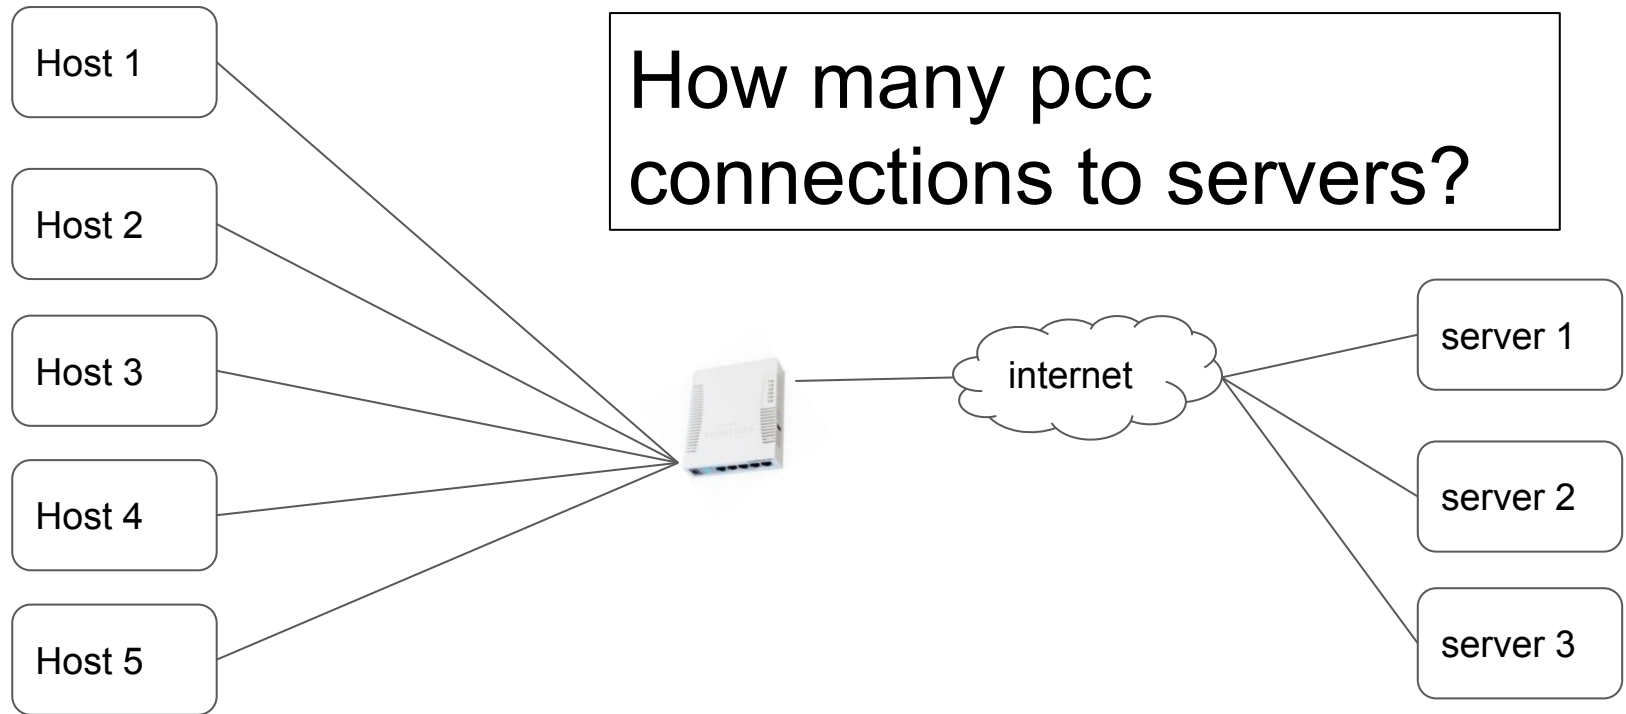 How many pcc
connections to servers?
Host 1
Host 2
Host 3
Host 4
Host 5
internet
server 1
server 2
server 3